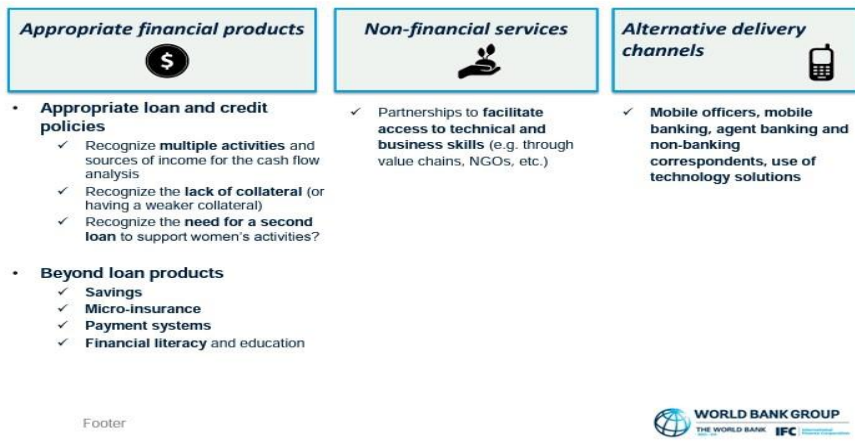 Appropriate financial products
$
• Appropriate loan and credit
policies
✓ Recognize multiple activities and
sources of income for the cash flow
analysis
✓ Recognize the lack of collateral (or
having a weaker collateral)
✓ Recognize the need for a second
loan to support women's activities?
• Beyond loan products
✓ Savings
✓ Micro-insurance
✓ Payment systems
✓ Financial literacy and education
Non-financial services
✓ Partnerships to facilitate
access to technical and
business skills (e.g. through
value chains, NGOs, etc.)
Alternative delivery
channels
✓ Mobile officers, mobile
banking, agent banking and
non-banking
correspondents, use of
technology solutions
Footer
WORLD BANK GROUP
THE WORLD BANK IFC International
Finance Corporation